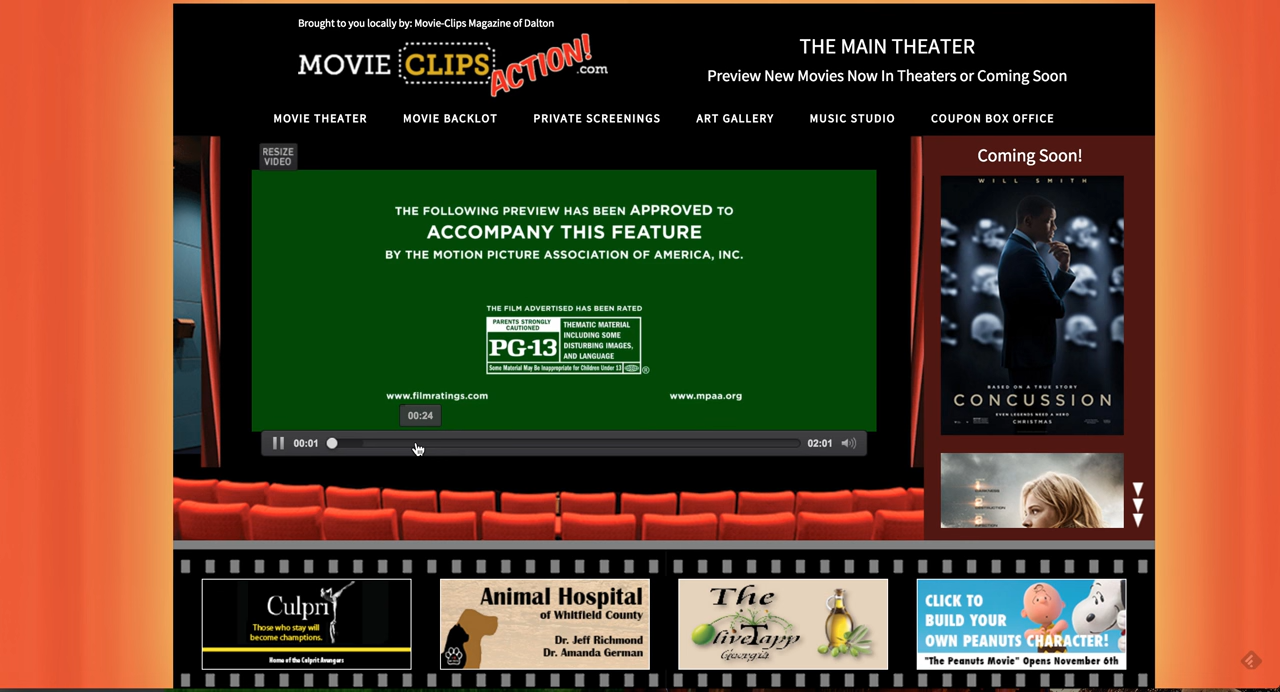 Brought to you locally by: Movie-Clips Magazine of Dalton
MOVIE CLIPS ACTION! .com
THE MAIN THEATER
Preview New Movies Now In Theaters or Coming Soon
MOVIE THEATER MOVIE BACKLOT PRIVATE SCREENINGS ART GALLERY MUSIC STUDIO COUPON BOX OFFICE
RESIZE
VIDEO
THE FOLLOWING PREVIEW HAS BEEN APPROVED TO
ACCOMPANY THIS FEATURE
BY THE MOTION PICTURE ASSOCIATION OF AMERICA, INC.
THE FILM ADVERTISED HAS BEEN RATED
PARENTS STRONGLY
CAUTIONED
PG-13
THEMATIC MATERIAL
INCLUDING SOME
DISTURBING IMAGES,
AND LANGUAGE
Some Material May Be Inappropriate for Children Under 13
®
www.filmratings.com www.mpaa.org
00:24
00:01 02:01
Coming Soon!
WILL SMITH
BASED ON A TRUE STORY
CONCUSSION
EVEN LEGENDS NEED A HERO
CHRISTMAS
Culprit
Those who stay will
become champions.
Home of the Culprit Avengers
Animal Hospital
of Whitfield County
Dr. Jeff Richmond
Dr. Amanda German
The
Olive Tapp
Georgia
CLICK TO
BUILD YOUR
OWN PEANUTS CHARACTER!
"The Peanuts Movie" Opens November 6th